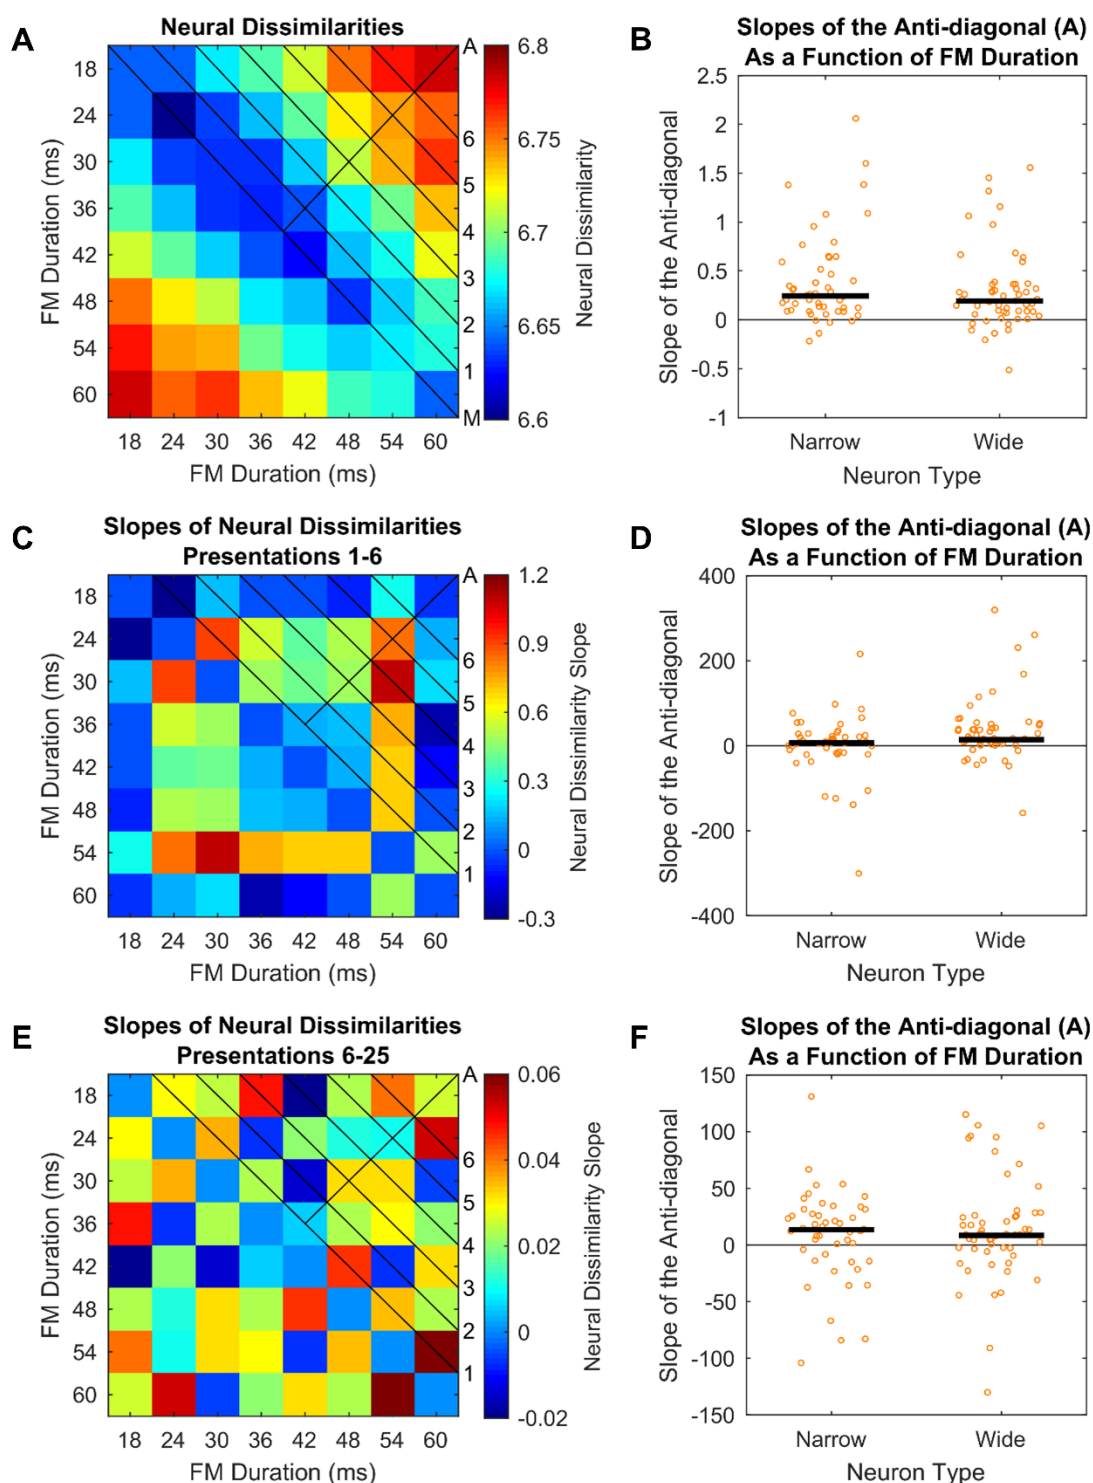 A
Neural Dissimilarities
18
24
30
36
42
48
54
60
FM Duration (ms)
18 24 30 36 42 48 54 60
FM Duration (ms)
A
6
5
4
3
2
1
M
6.8
6.75
6.7
6.65
6.6
Neural Dissimilarity
B
Slopes of the Anti-diagonal (A)
As a Function of FM Duration
2.5
2
1.5
1
0.5
0
-0.5
-1
Slope of the Anti-diagonal
Narrow Wide
Neuron Type
C
Slopes of Neural Dissimilarities
Presentations 1-6
18
24
30
36
42
48
54
60
FM Duration (ms)
18 24 30 36 42 48 54 60
FM Duration (ms)
A
6
5
4
3
2
1
1.2
0.9
0.6
0.3
0
-0.3
Neural Dissimilarity Slope
D
Slopes of the Anti-diagonal (A)
As a Function of FM Duration
400
200
0
-200
-400
Slope of the Anti-diagonal
Narrow Wide
Neuron Type
E
Slopes of Neural Dissimilarities
Presentations 6-25
18
24
30
36
42
48
54
60
FM Duration (ms)
18 24 30 36 42 48 54 60
FM Duration (ms)
A
6
5
4
3
2
1
0.06
0.04
0.02
0
-0.02
Neural Dissimilarity Slope
F
Slopes of the Anti-diagonal (A)
As a Function of FM Duration
150
100
50
0
-50
-100
-150
Slope of the Anti-diagonal
Narrow Wide
Neuron Type